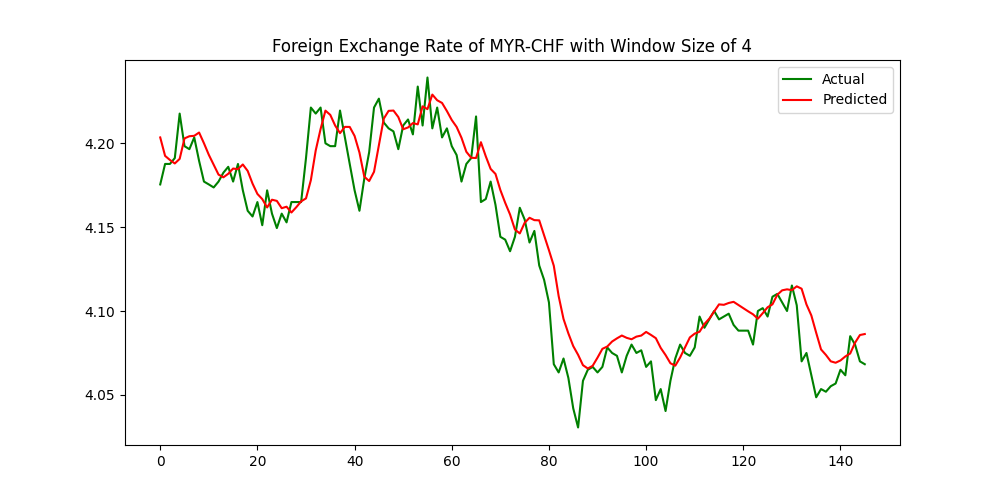 Foreign Exchange Rate of MYR-CHF with Window Size of 4
Actual
Predicted
4.20
4.15
4.10
4.05
0 20 40 60 80 100 120 140